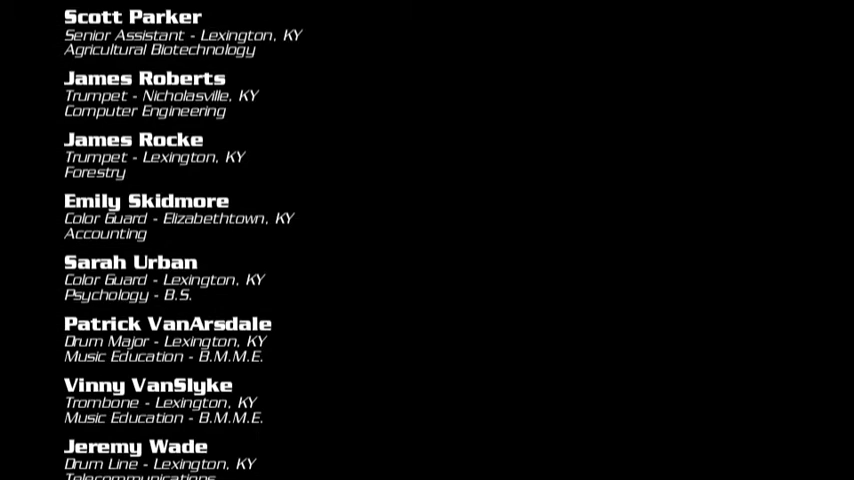 Scott Parker
Senior Assistant - Lexington, KY
Agricultural Biotechnology
James Roberts
Trumpet - Nicholasville, KY
Computer Engineering
James Rocke
Trumpet - Lexington, KY
Forestry
Emily Skidmore
Color Guard - Elizabethtown, KY
Accounting
Sarah Urban
Color Guard - Lexington, KY
Psychology - B.S.
Patrick VanArsdale
Drum Major - Lexington, KY
Music Education - B.M.M.E.
Vinny VanSlyke
Trombone - Lexington, KY
Music Education - B.M.M.E.
Jeremy Wade
Drum Line - Lexington, KY
Telecommunications